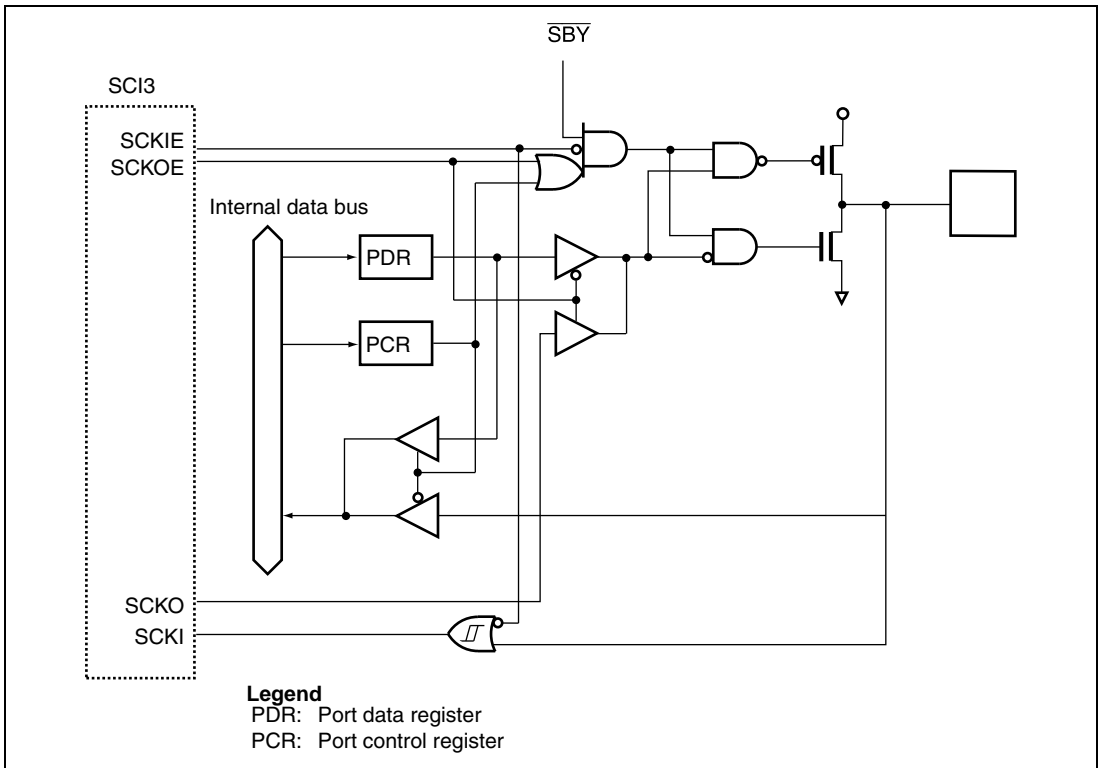 SBY
SCI3
SCKIE
SCKOE
Internal data bus
PDR
PCR
SCKO
SCKI
Legend
PDR: Port data register
PCR: Port control register